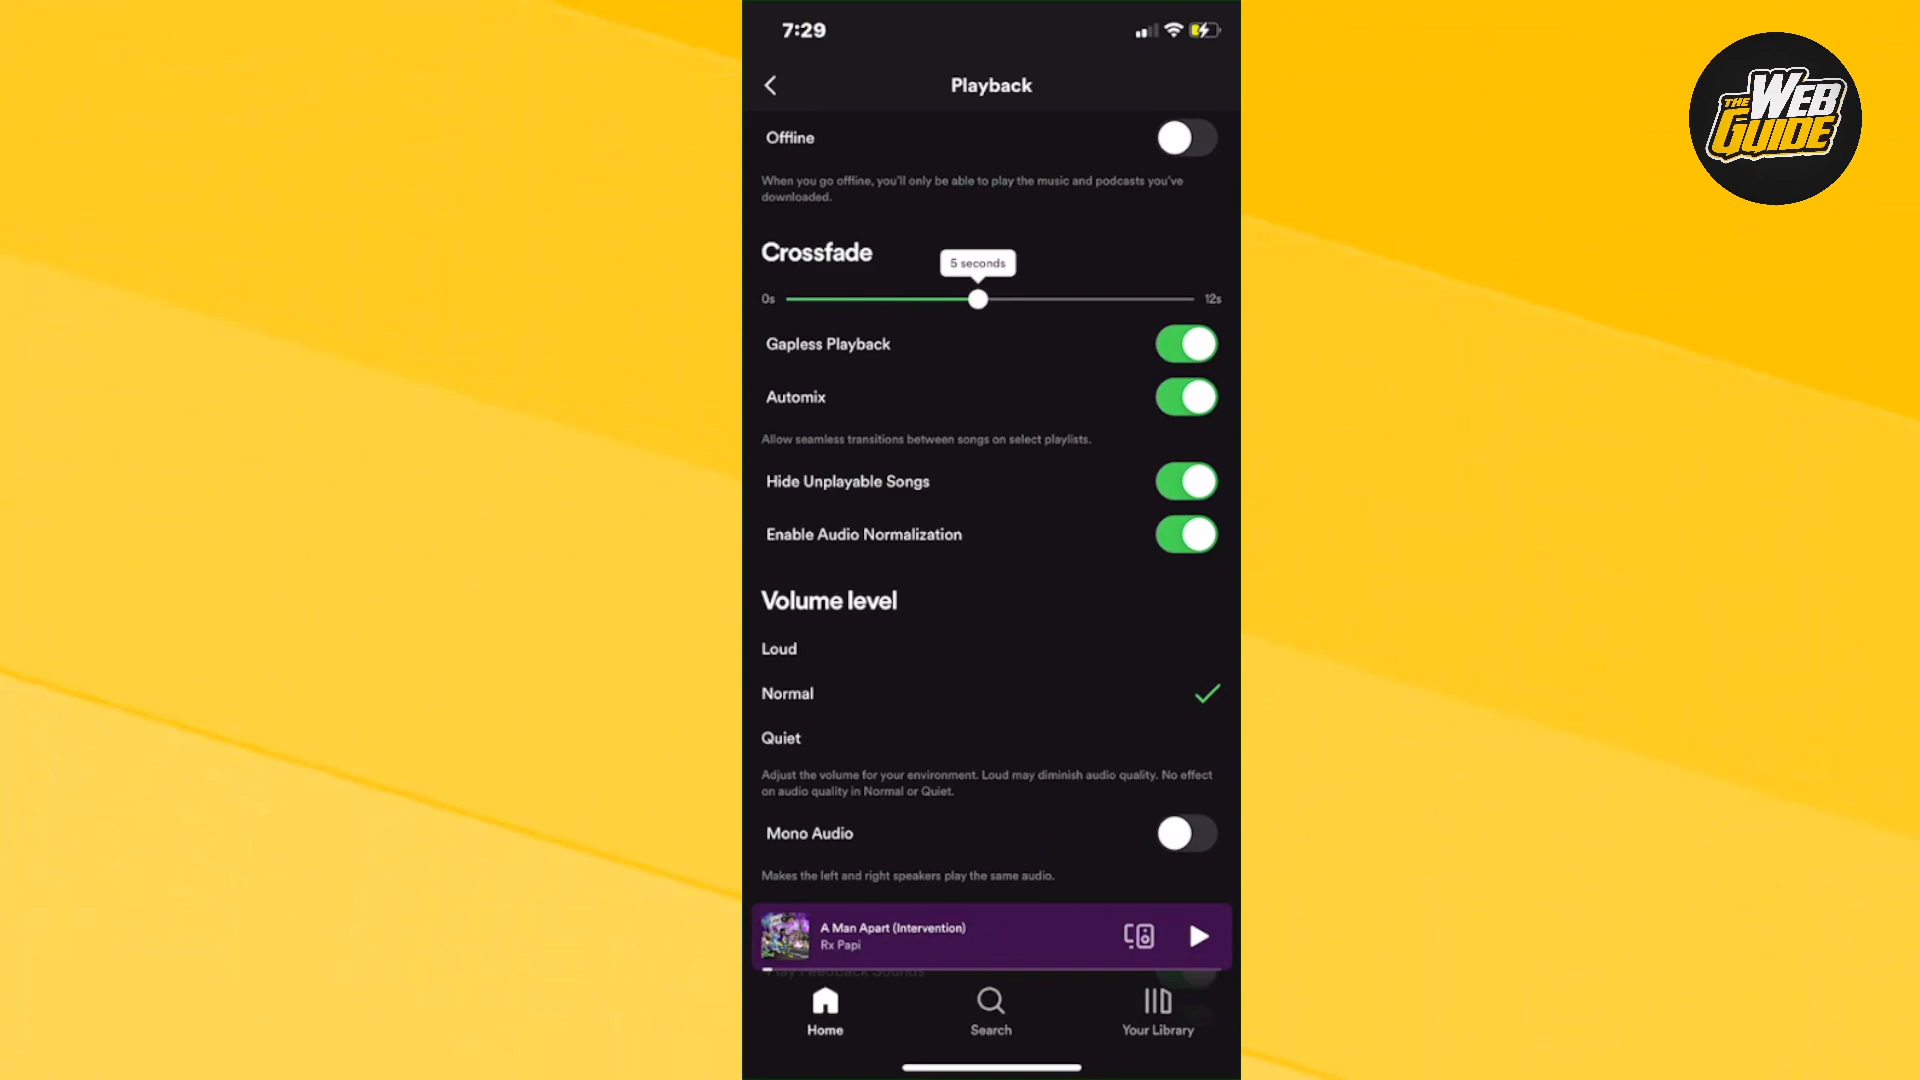 7:29
THE WEB
GUIDE
Playback
Offline
When you go offline, you'll only be able to play the music and podcasts you've
downloaded.
Crossfade
5 seconds
0s
12s
Gapless Playback
Automix
Allow seamless transitions between songs on select playlists.
Hide Unplayable Songs
Enable Audio Normalization
Volume level
Loud
Normal
Quiet
Adjust the volume for your environment. Loud may diminish audio quality. No effect
on audio quality in Normal or Quiet.
Mono Audio
Makes the left and right speakers play the same audio.
A Man Apart (Intervention)
Rx Papi
Play Feedback Sounds
Home
Search
Your Library